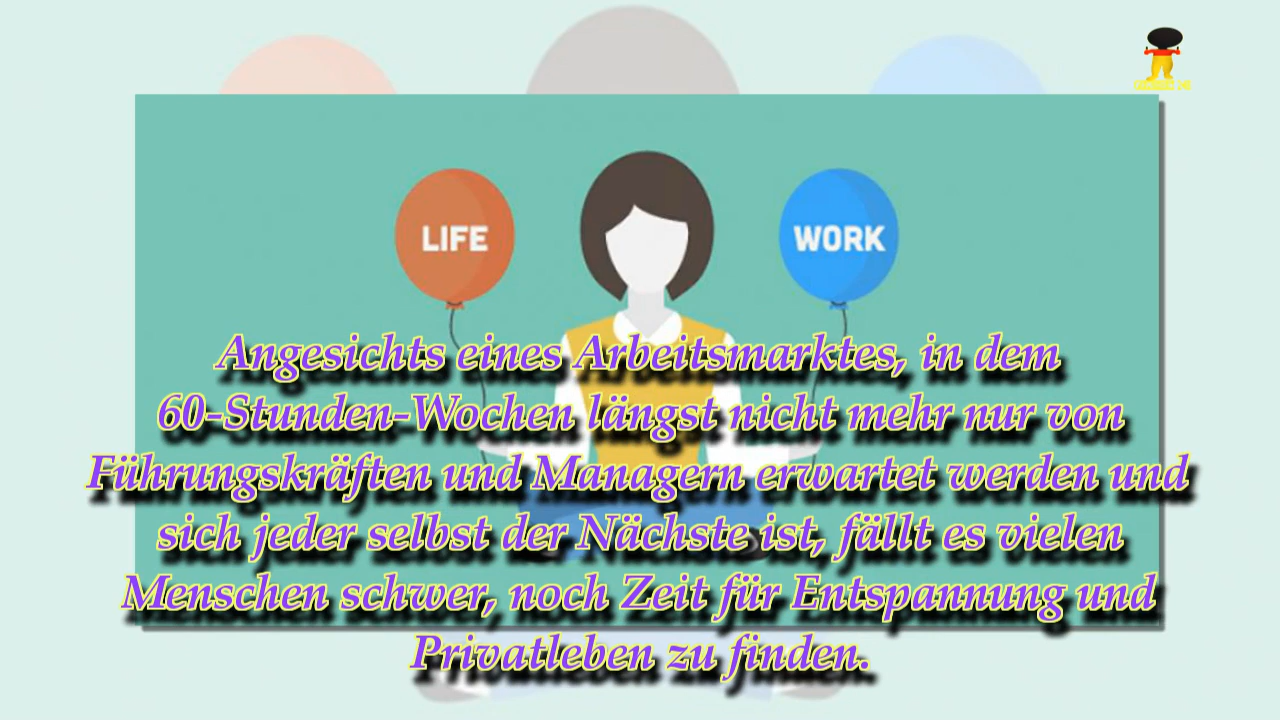 LIFE
WORK
Angesichts eines Arbeitsmarktes, in dem
60-Stunden-Wochen längst nicht mehr nur von
Führungskräften und Managern erwartet werden und
sich jeder selbst der Nächste ist, fällt es vielen
Menschen schwer, noch Zeit für Entspannung und
Privatleben zu finden.